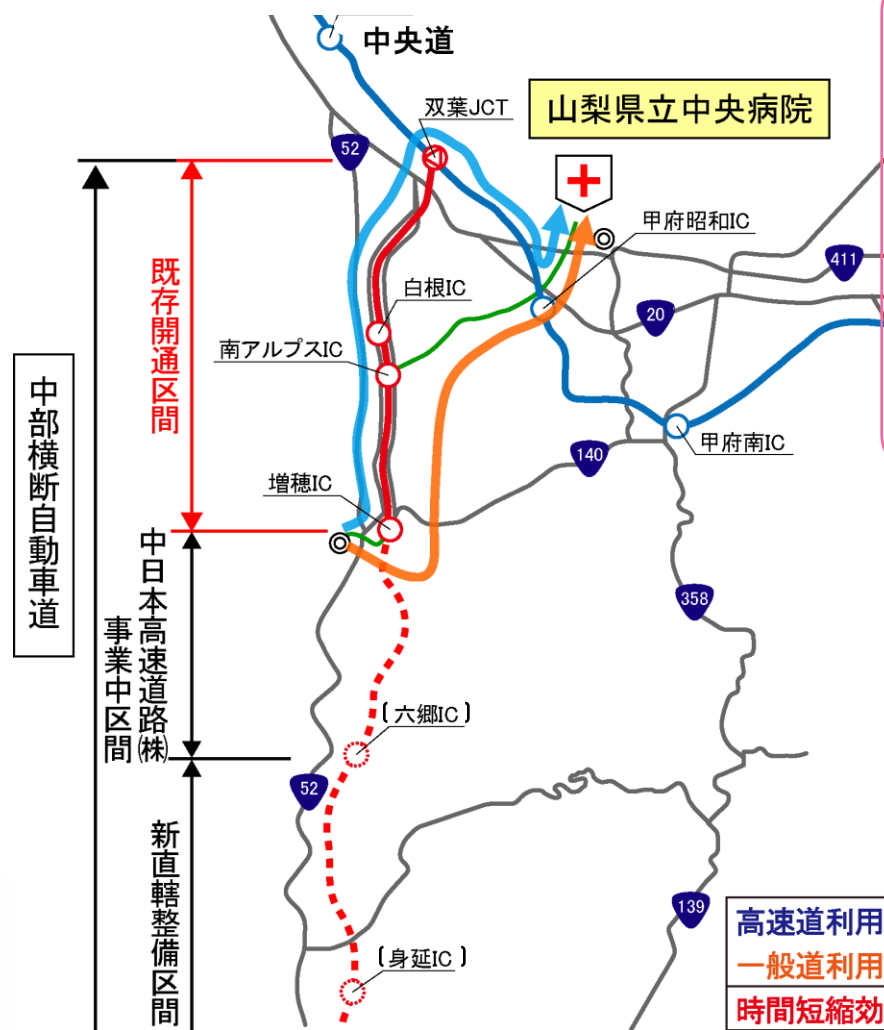 中央道
双葉JCT
山梨県立中央病院
52
甲府昭和IC
411
既存開通区間
白根IC
20
南アルプスIC
中部横断自動車道
甲府南IC
140
増穂IC
中日本高速道路㈱
事業中区間
358
〔六郷IC〕
52
新直轄整備区間
139
〔身延IC〕
高速道利用
一般道利用
時間短縮効